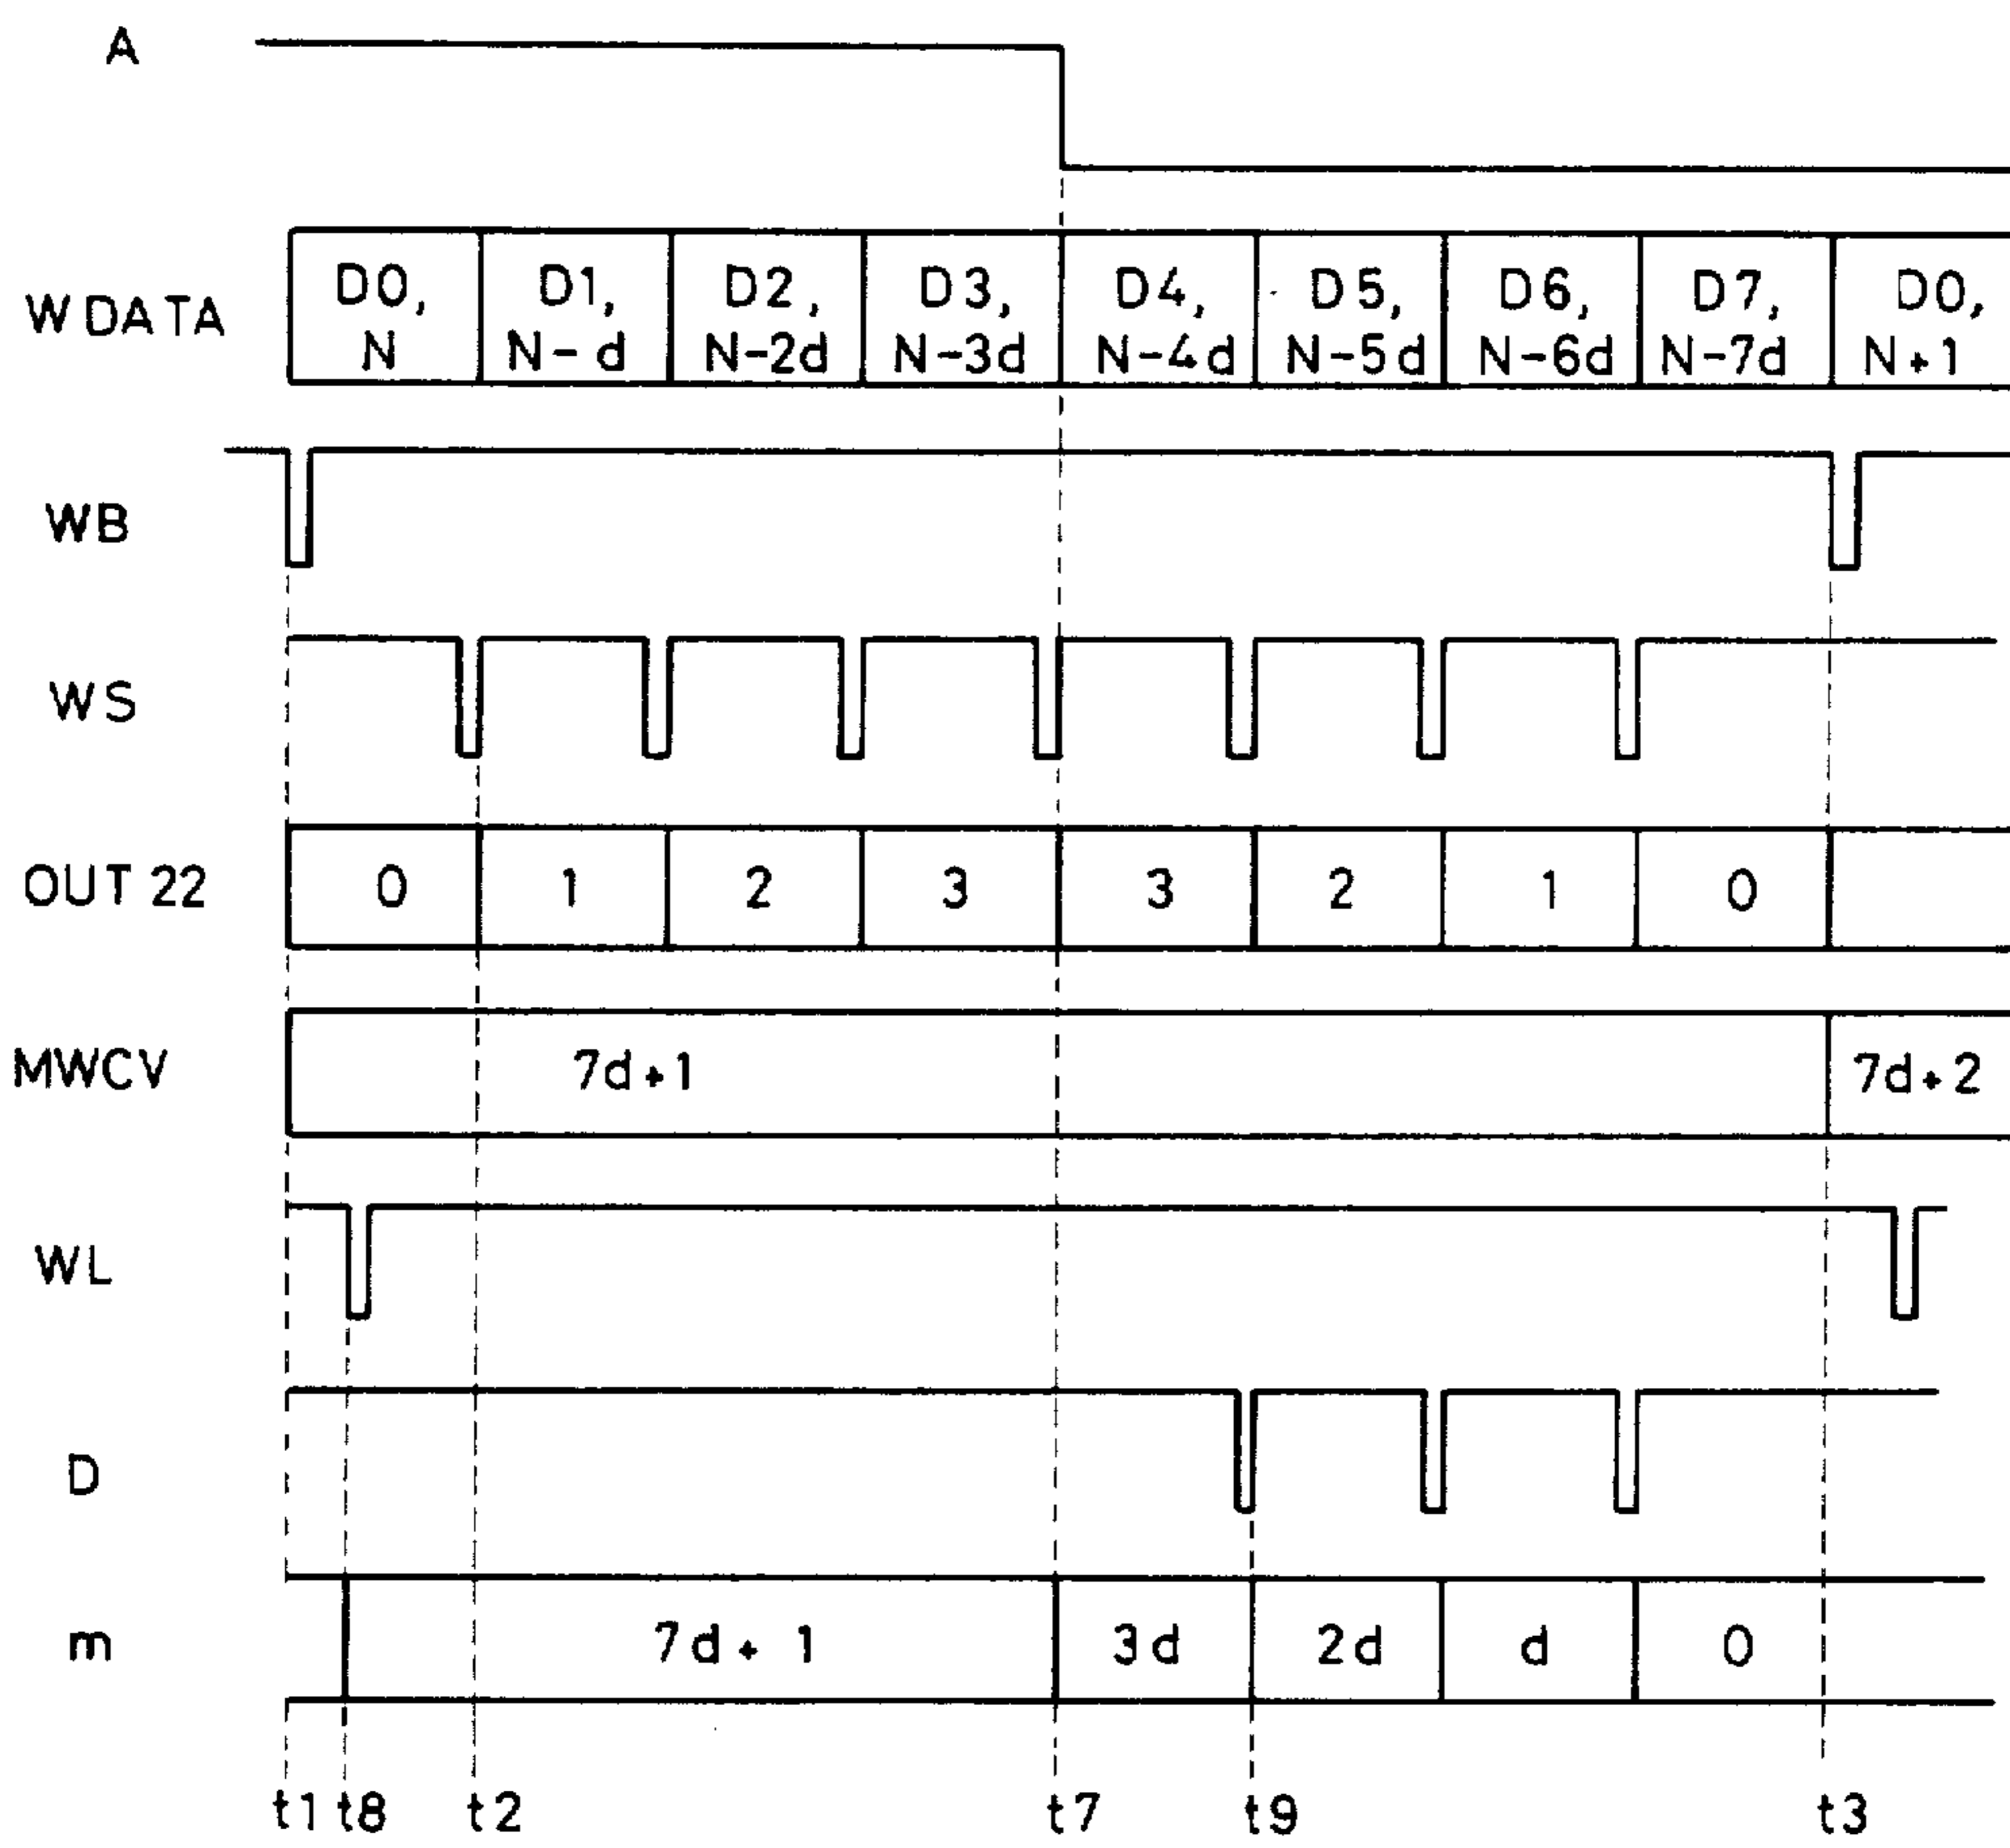 A
WDATA
D0, N
D1, N-d
D2, N-2d
D3, N-3d
D4, N-4d
D5, N-5d
D6, N-6d
D7, N-7d
D0, N+1
WB
WS
OUT 22
0 1 2 3 3 2 1 0
MWCV
7d+1 7d+2
WL
D
m
7d+1 3d 2d d 0
t1 t8 t2 t7 t9 t3